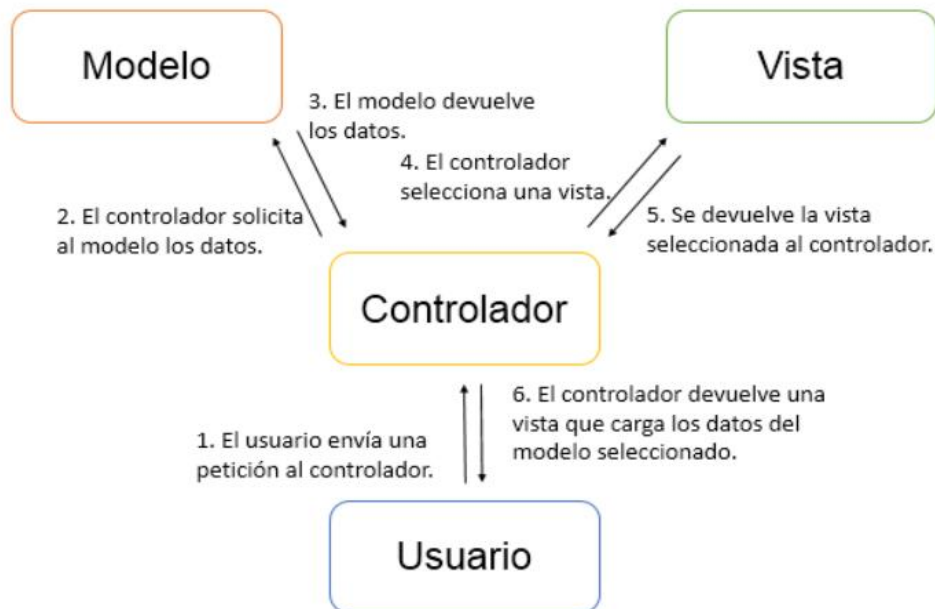 Modelo
Vista
3. El modelo devuelve
los datos.
4. El controlador
selecciona una vista.
2. El controlador solicita
al modelo los datos.
5. Se devuelve la vista
seleccionada al controlador.
Controlador
6. El controlador devuelve una
vista que carga los datos del
modelo seleccionado.
1. El usuario envía una
petición al controlador.
Usuario